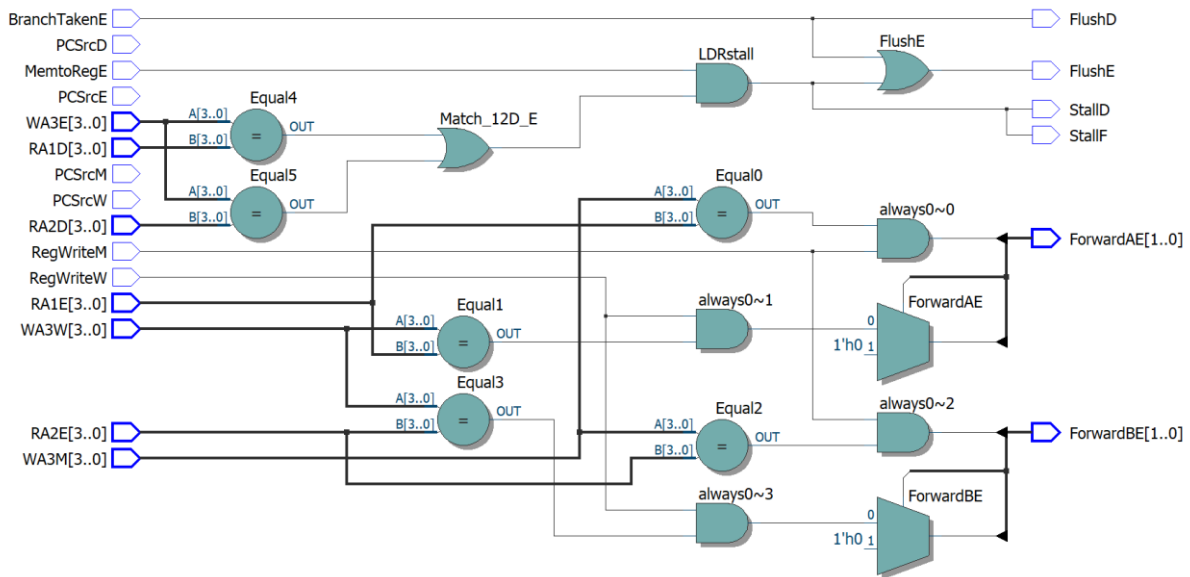 BranchTakenE
FlushD
PCSrcD
FlushE
LDRstall
MemtoRegE
FlushE
PCSrcE
Equal4
StallD
WA3E[3..0]
A[3..0]
OUT
Match_12D_E
StallF
=
RA1D[3..0]
B[3..0]
PCSrcM
Equal5
Equal0
PCSrcW
A[3..0]
OUT
A[3..0]
OUT
always0~0
=
=
RA2D[3..0]
B[3..0]
B[3..0]
ForwardAE[1..0]
RegWriteM
RegWriteW
RA1E[3..0]
Equal1
always0~1
ForwardAE
WA3W[3..0]
A[3..0]
OUT
0
=
B[3..0]
1'h0
1
Equal3
A[3..0]
OUT
Equal2
always0~2
=
RA2E[3..0]
B[3..0]
A[3..0]
OUT
ForwardBE[1..0]
=
WA3M[3..0]
B[3..0]
always0~3
ForwardBE
0
1'h0
1